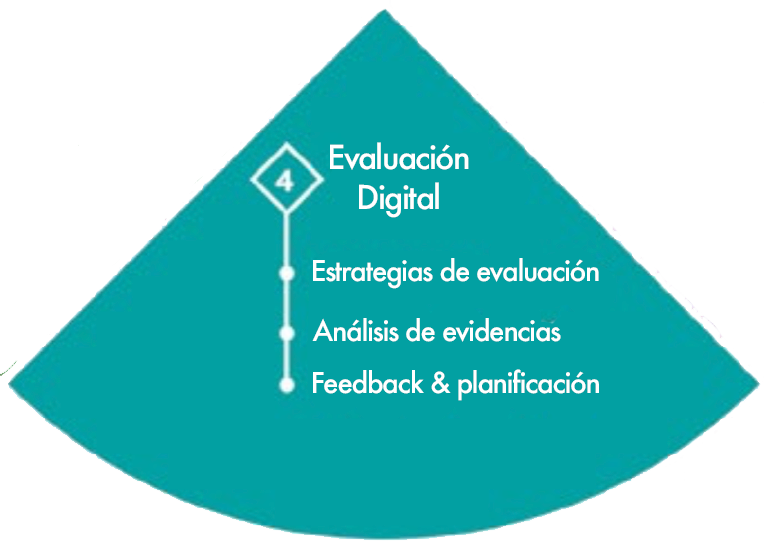 4
Evaluación
Digital
Estrategias de evaluación
Análisis de evidencias
Feedback & planificación